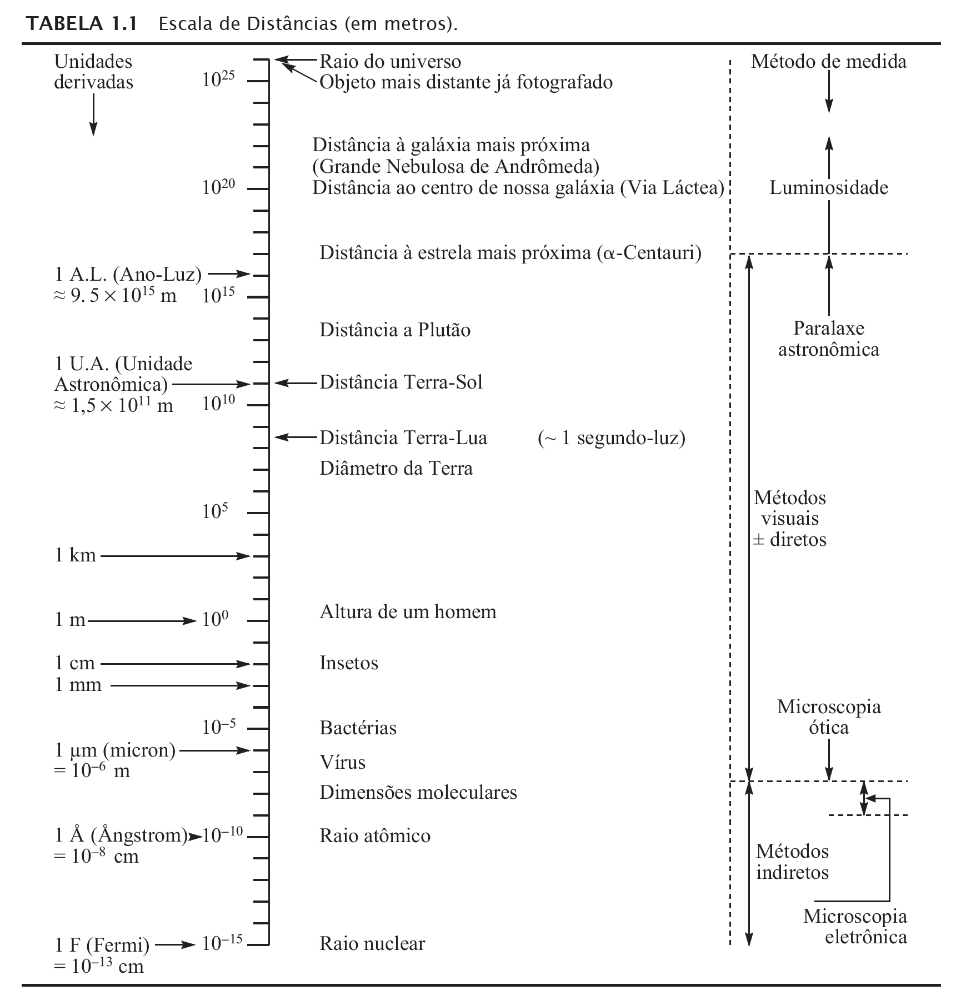 TABELA 1.1 Escala de Distâncias (em metros).
Unidades
derivadas
10²⁵
Raio do universo
Objeto mais distante já fotografado
Método de medida
Distância à galáxia mais próxima
(Grande Nebulosa de Andrômeda)
10²⁰
Distância ao centro de nossa galáxia (Via Láctea)
Luminosidade
Distância à estrela mais próxima (α-Centauri)
1 A.L. (Ano-Luz)
≈ 9. 5 × 10¹⁵ m
10¹⁵
Distância a Plutão
Paralaxe
astronômica
1 U.A. (Unidade
Astronômica)
≈ 1,5 × 10¹¹ m
Distância Terra-Sol
10¹⁰
Distância Terra-Lua (~ 1 segundo-luz)
Diâmetro da Terra
10⁵
Métodos
visuais
± diretos
1 km
1 m
10⁰
Altura de um homem
1 cm
Insetos
1 mm
Microscopia
ótica
10⁻⁵
Bactérias
1 µm (micron)
= 10⁻⁶ m
Vírus
Dimensões moleculares
1 Å (Ångstrom)
= 10⁻⁸ cm
10⁻¹⁰
Raio atômico
Métodos
indiretos
Microscopia
eletrônica
1 F (Fermi)
= 10⁻¹³ cm
10⁻¹⁵
Raio nuclear